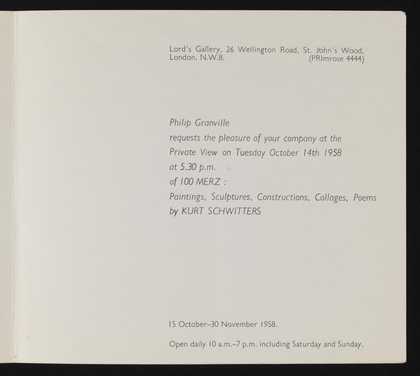 Lord's Gallery, 26 Wellington Road, St. John's Wood,
London, N.W.8. (PRImrose 4444)
Philip Granville
requests the pleasure of your company at the
Private View on Tuesday October 14th 1958
at 5.30 p.m.
of 100 MERZ :
Paintings, Sculptures, Constructions, Collages, Poems
by KURT SCHWITTERS
15 October–30 November 1958.
Open daily 10 a.m.–7 p.m. including Saturday and Sunday.